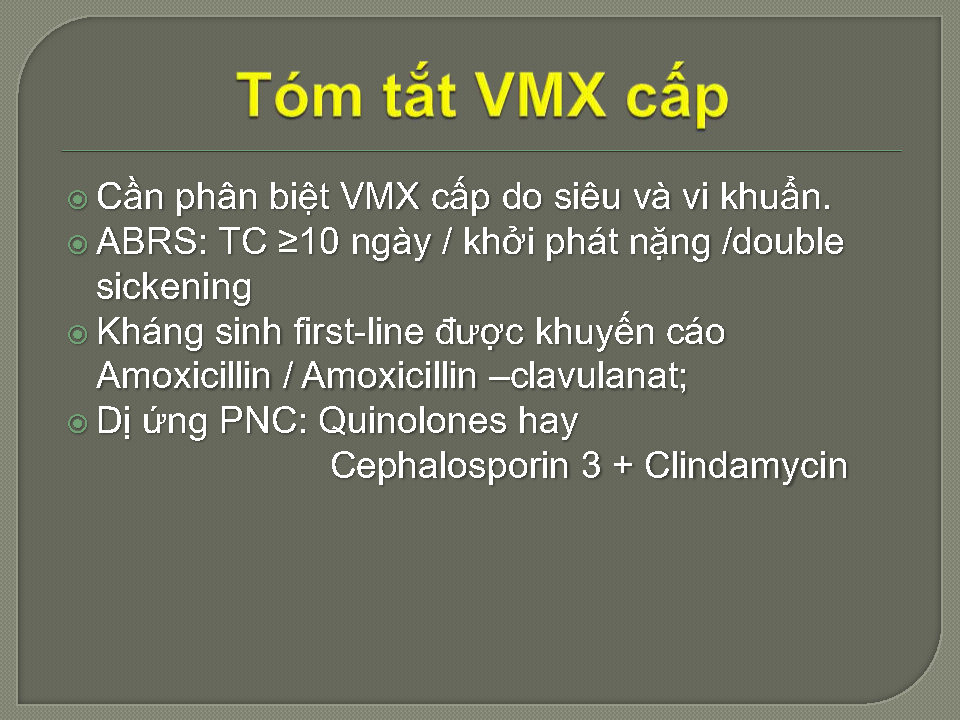 Tóm tắt VMX cấp
Cần phân biệt VMX cấp do siêu và vi khuẩn.
ABRS: TC ≥10 ngày / khởi phát nặng /double
sickening
Kháng sinh first-line được khuyến cáo
Amoxicillin / Amoxicillin –clavulanat;
Dị ứng PNC: Quinolones hay
Cephalosporin 3 + Clindamycin